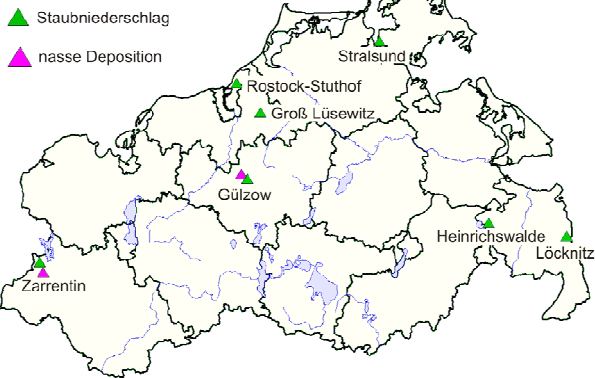 Staubniederschlag
nasse Deposition
Stralsund
Rostock-Stuthof
Groß Lüsewitz
Gülzow
Heinrichswalde
Löcknitz
Zarrentin